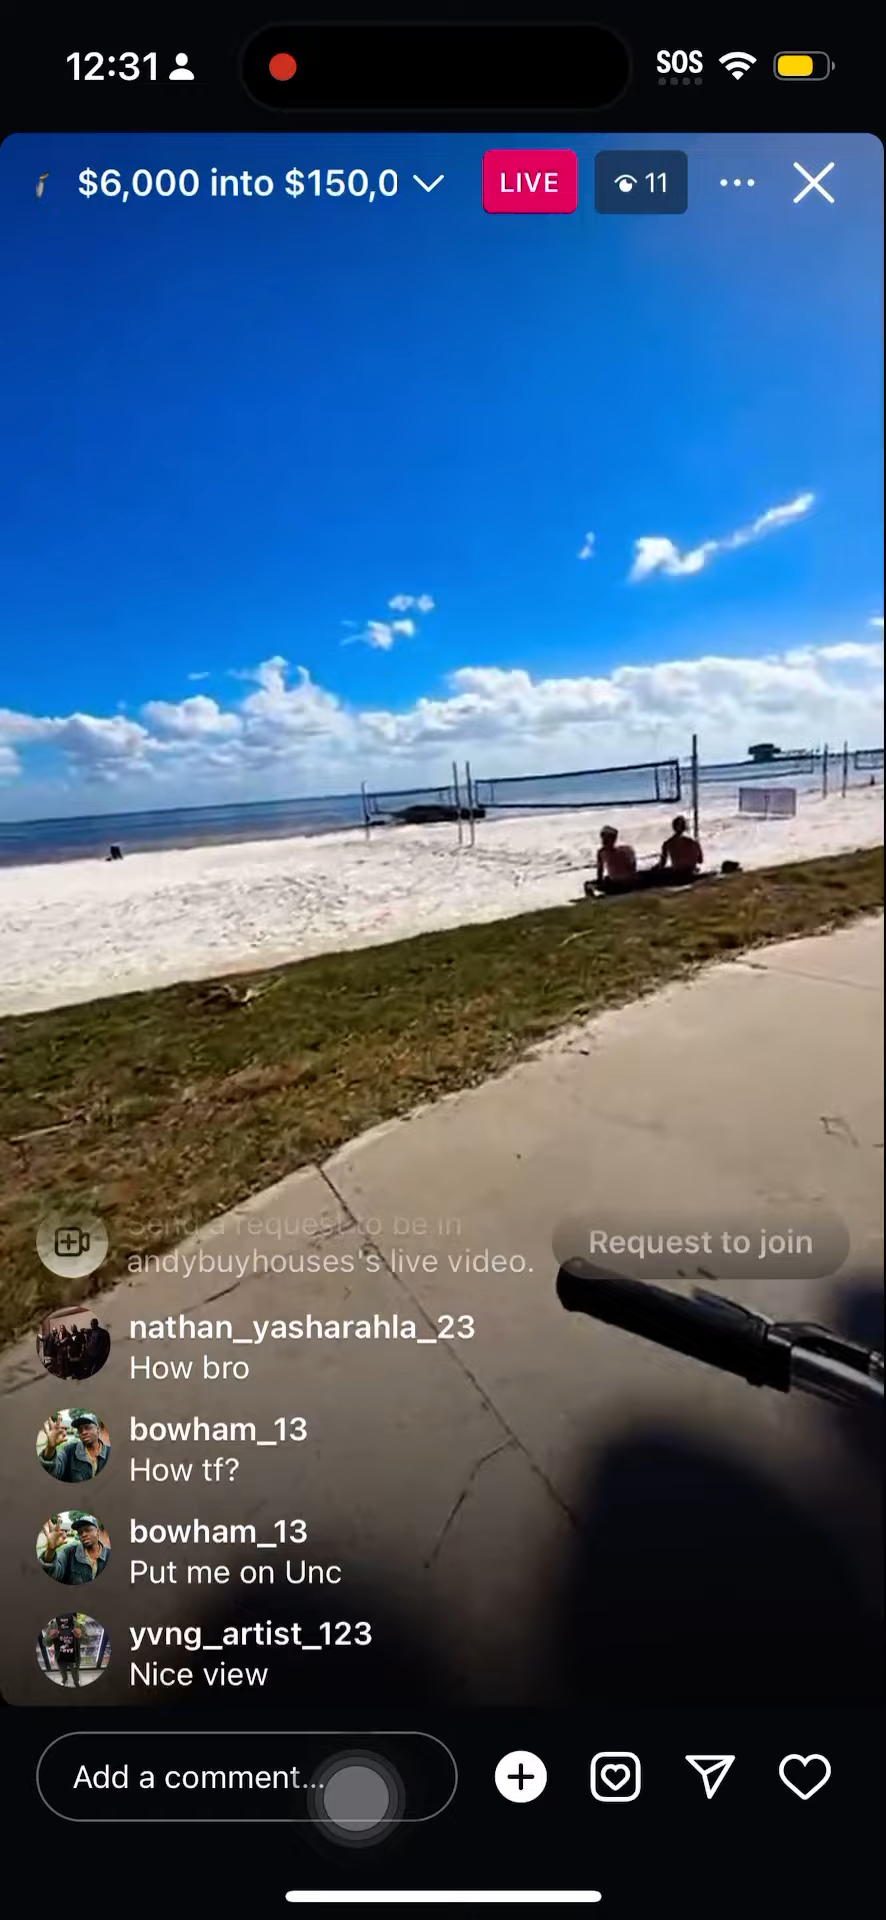 12:31
SOS
$6,000 into $150,0
LIVE
11
Send a request to be in
andybuyhouses's live video.
Request to join
nathan_yasharahla_23
How bro
bowham_13
How tf?
bowham_13
Put me on Unc
yvng_artist_123
Nice view
Add a comment...